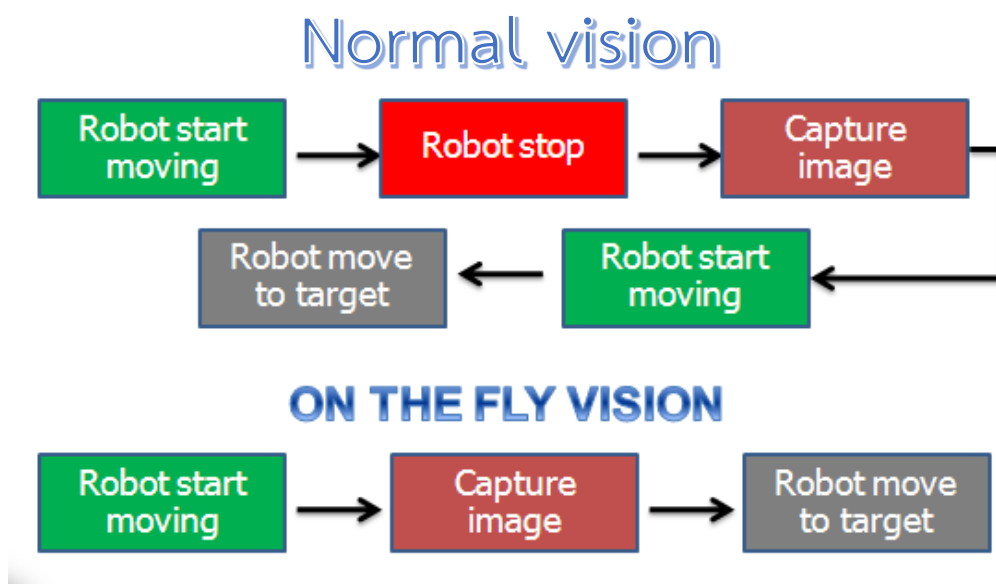 Normal vision
Robot start
moving
Robot stop
Capture
image
Robot start
moving
Robot move
to target
ON THE FLY VISION
Robot start
moving
Capture
image
Robot move
to target